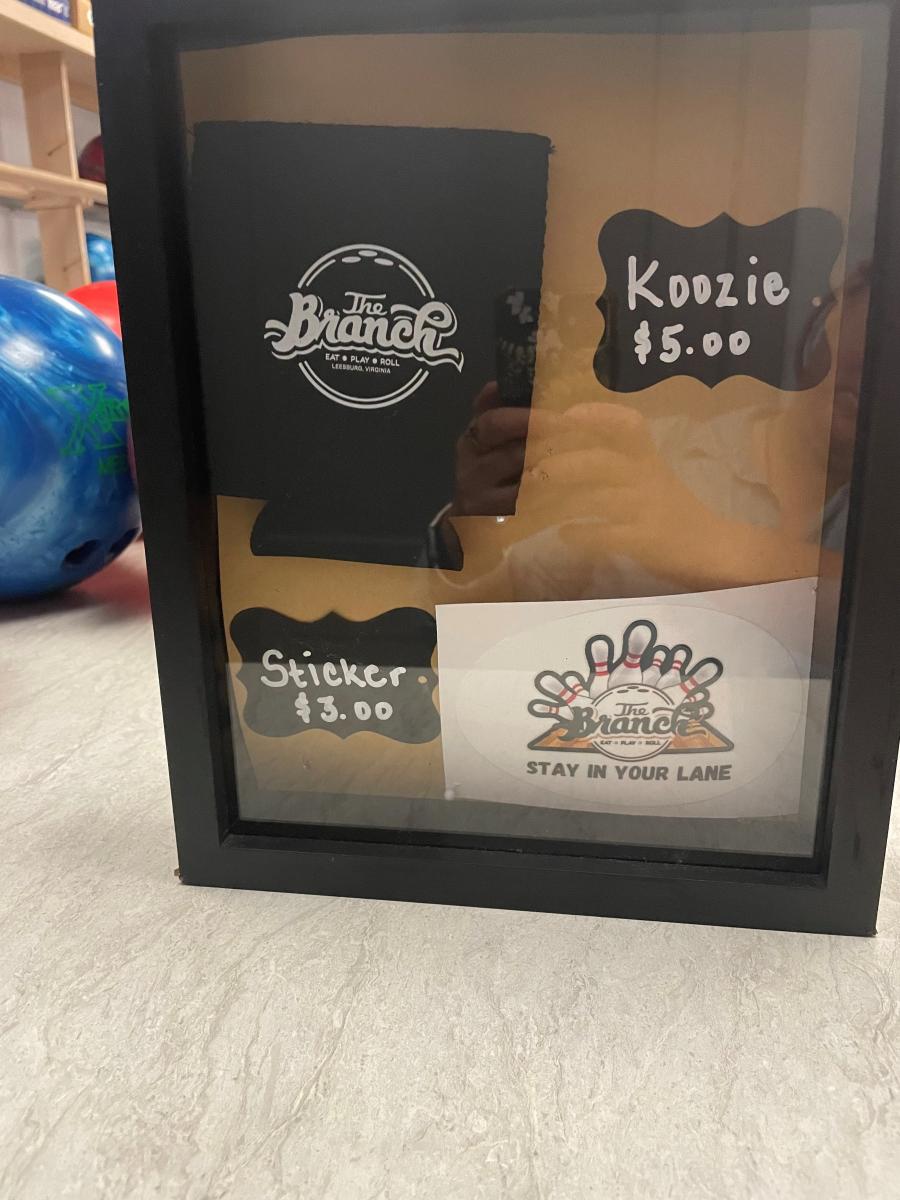 The
Branch
EAT • PLAY • ROLL
LEESBURG, VIRGINIA
Koozie
$5.00
Sticker
$3.00
The
Branch
EAT • PLAY • ROLL
STAY IN YOUR LANE